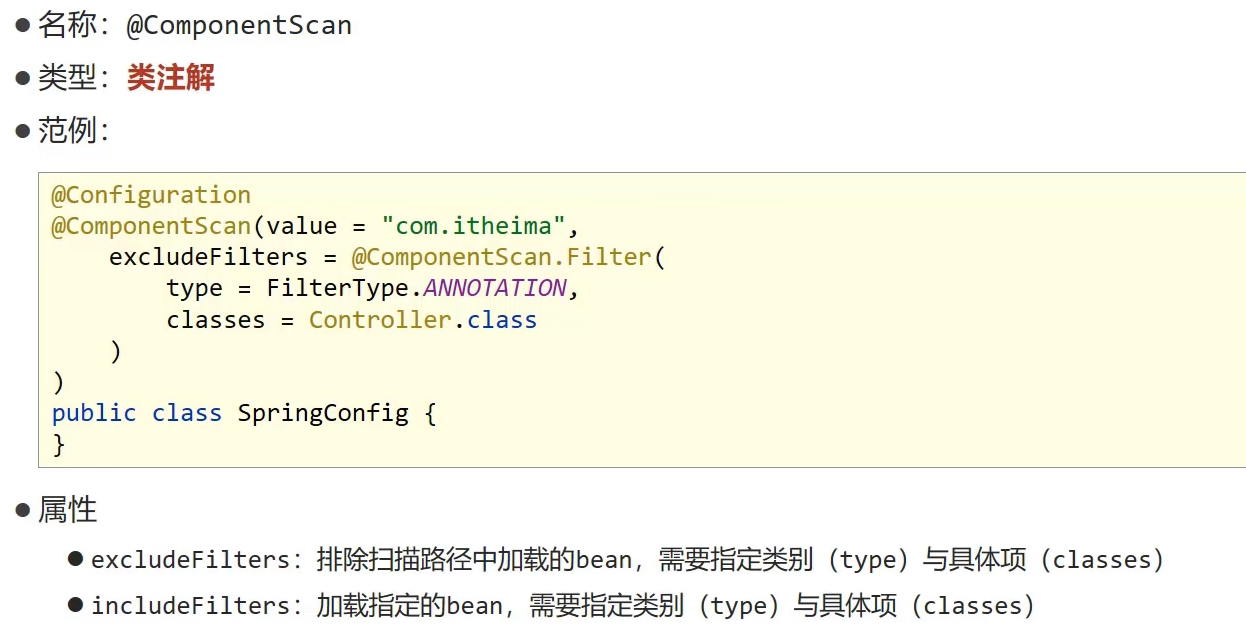 ● 名称：@ComponentScan
● 类型：类注解
● 范例：
@Configuration
@ComponentScan(value = "com.itheima",
    excludeFilters = @ComponentScan.Filter(
        type = FilterType.ANNOTATION,
        classes = Controller.class
    )
)
public class SpringConfig {
}
● 属性
● excludeFilters：排除扫描路径中加载的bean，需要指定类别（type）与具体项（classes）
● includeFilters：加载指定的bean，需要指定类别（type）与具体项（classes）